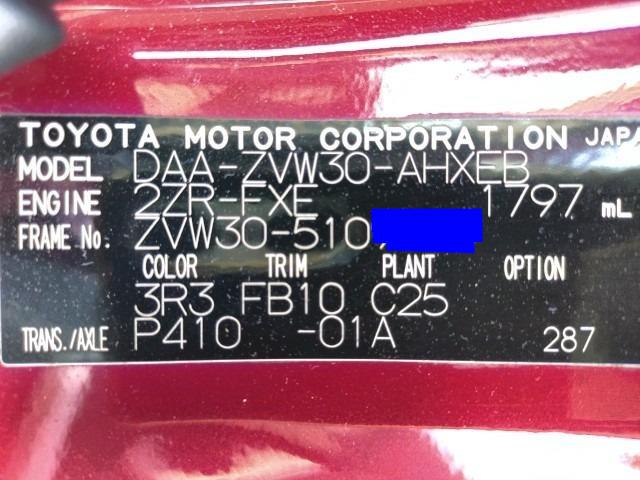 TOYOTA MOTOR CORPORATION JAPA
MODEL DAA-ZVW30-AHXEB
ENGINE 2ZR-FXE 1797 mL
FRAME No. ZVW30-510
COLOR TRIM PLANT OPTION
3R3 FB10 C25
TRANS./AXLE P410 -01A 287